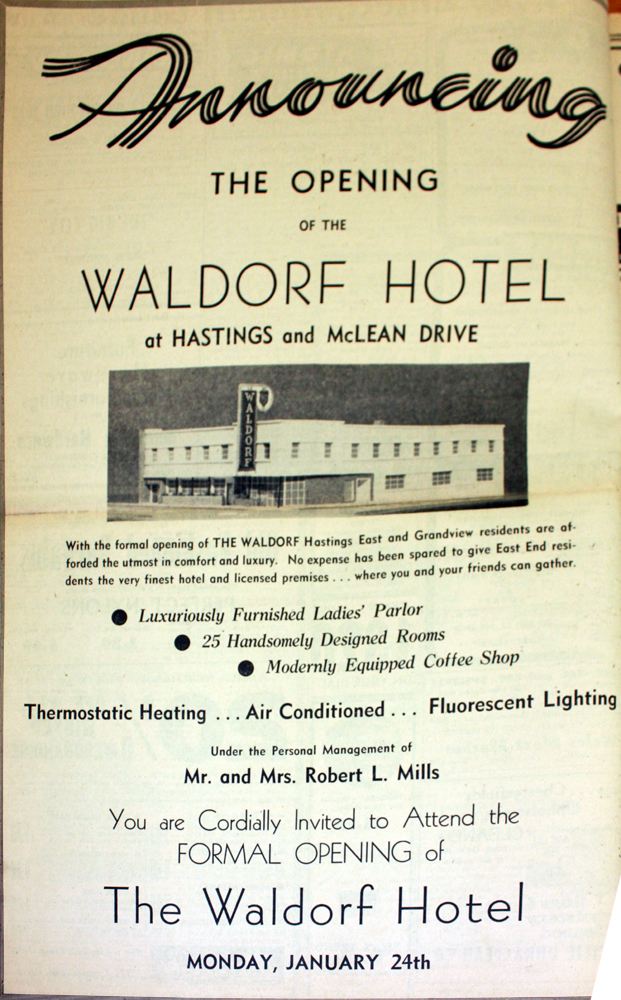 Announcing
THE OPENING
OF THE
WALDORF HOTEL
at HASTINGS and McLEAN DRIVE
WALDORF
With the formal opening of THE WALDORF Hastings East and Grandview residents are af-
forded the utmost in comfort and luxury. No expense has been spared to give East End resi-
dents the very finest hotel and licensed premises . . . where you and your friends can gather.
● Luxuriously Furnished Ladies' Parlor
● 25 Handsomely Designed Rooms
● Modernly Equipped Coffee Shop
Thermostatic Heating . . . Air Conditioned . . . Fluorescent Lighting
Under the Personal Management of
Mr. and Mrs. Robert L. Mills
You are Cordially Invited to Attend the
FORMAL OPENING of
The Waldorf Hotel
MONDAY, JANUARY 24th